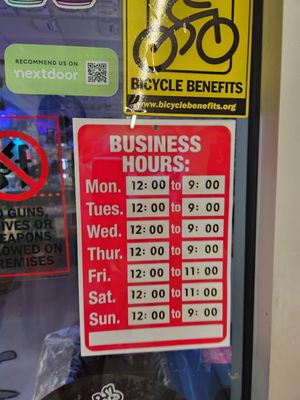 RECOMMEND US ON
nextdoor
BICYCLE BENEFITS
www.bicyclebenefits.org
BUSINESS
HOURS:
Mon. 12:00 to 9:00
Tues. 12:00 to 9:00
Wed. 12:00 to 9:00
Thur. 12:00 to 9:00
Fri. 12:00 to 11:00
Sat. 12:00 to 11:00
Sun. 12:00 to 9:00
O GUNS,
IVES OR
EAPONS
OWED ON
REMISES